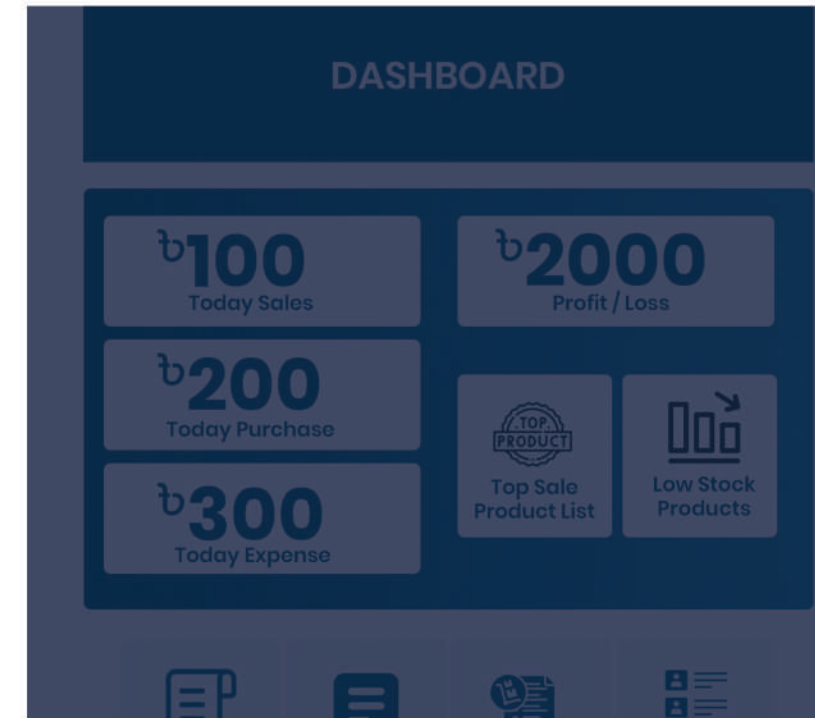 DASHBOARD
৳100
Today Sales
৳2000
Profit / Loss
৳200
Today Purchase
TOP
PRODUCT
Top Sale
Product List
Low Stock
Products
৳300
Today Expense